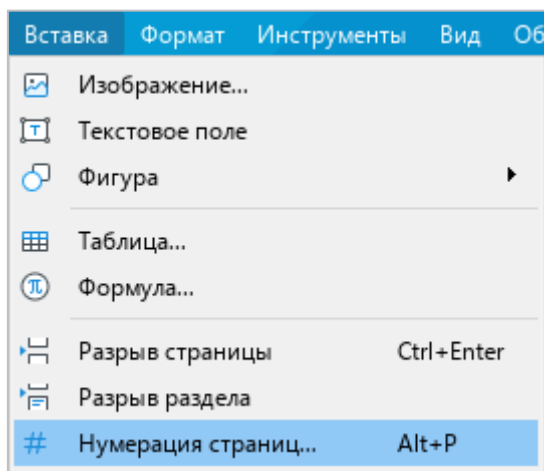 Вставка Формат Инструменты Вид Об
Изображение...
Текстовое поле
Фигура
Таблица...
Формула...
Разрыв страницы Ctrl+Enter
Разрыв раздела
Нумерация страниц... Alt+P